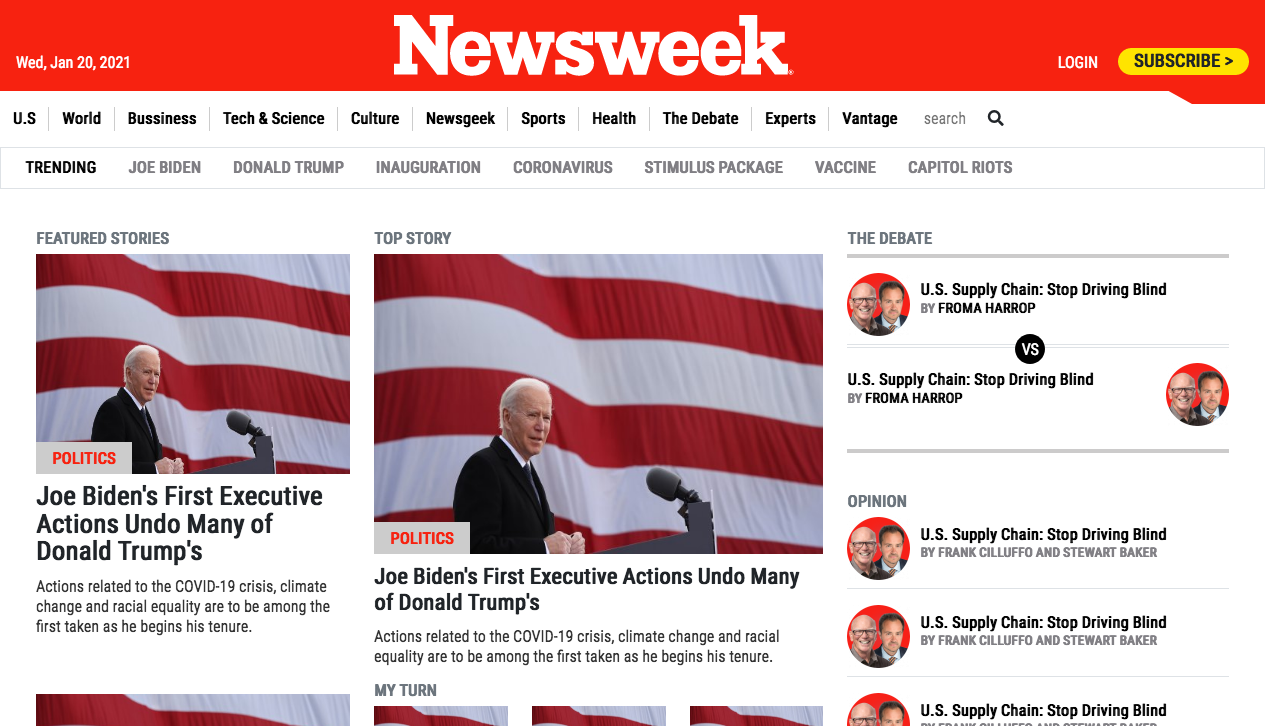 Newsweek
Wed, Jan 20, 2021
LOGIN
SUBSCRIBE >
U.S
World
Bussiness
Tech & Science
Culture
Newsgeek
Sports
Health
The Debate
Experts
Vantage
search
TRENDING
JOE BIDEN
DONALD TRUMP
INAUGURATION
CORONAVIRUS
STIMULUS PACKAGE
VACCINE
CAPITOL RIOTS
FEATURED STORIES
POLITICS
Joe Biden's First Executive
Actions Undo Many of
Donald Trump's
Actions related to the COVID-19 crisis, climate
change and racial equality are to be among the
first taken as he begins his tenure.
TOP STORY
POLITICS
Joe Biden's First Executive Actions Undo Many
of Donald Trump's
Actions related to the COVID-19 crisis, climate change and racial
equality are to be among the first taken as he begins his tenure.
MY TURN
THE DEBATE
U.S. Supply Chain: Stop Driving Blind
BY FROMA HARROP
VS
U.S. Supply Chain: Stop Driving Blind
BY FROMA HARROP
OPINION
U.S. Supply Chain: Stop Driving Blind
BY FRANK CILLUFFO AND STEWART BAKER
U.S. Supply Chain: Stop Driving Blind
BY FRANK CILLUFFO AND STEWART BAKER
U.S. Supply Chain: Stop Driving Blind